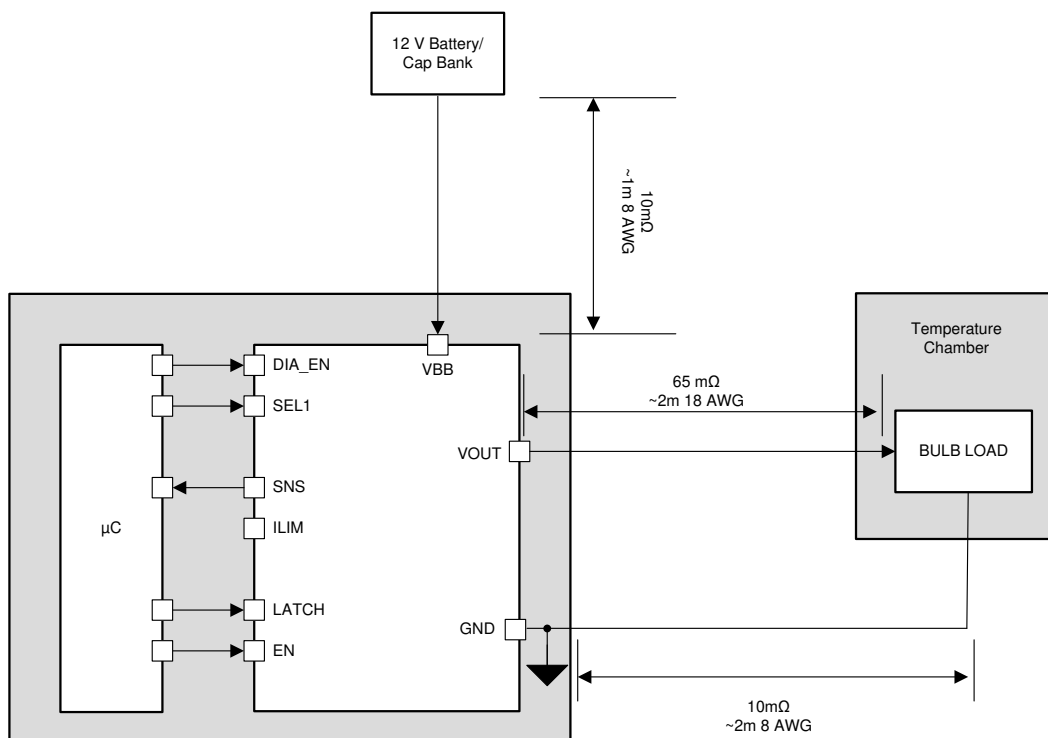 12 V Battery/
Cap Bank
10mΩ
~1m 8 AWG
Temperature
Chamber
DIA_EN
VBB
SEL1
65 mΩ
~2m 18 AWG
VOUT
BULB LOAD
SNS
µC
ILIM
LATCH
GND
EN
10mΩ
~2m 8 AWG